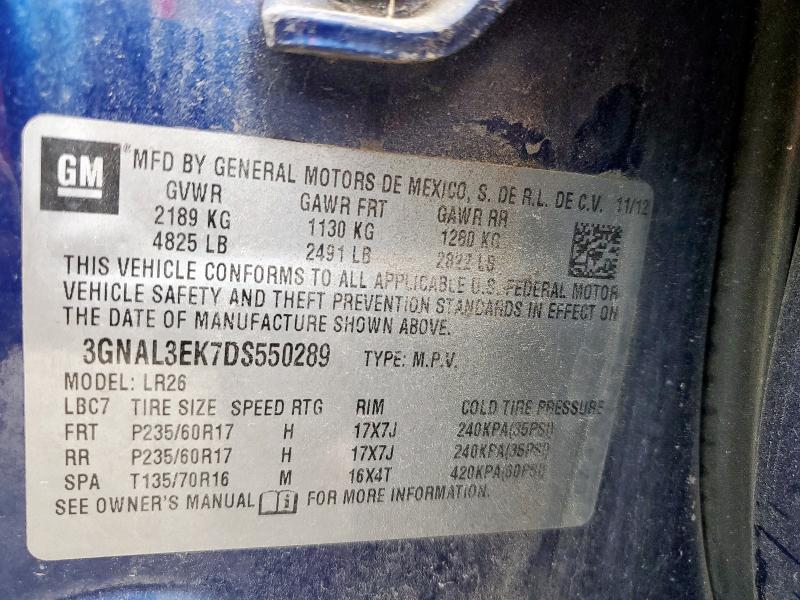 GM
® MFD BY GENERAL MOTORS DE MEXICO, S. DE R.L. DE C.V. 11/12
GVWR GAWR FRT GAWR RR
2189 KG 1130 KG 1280 KG
4825 LB 2491 LB 2822 LB
THIS VEHICLE CONFORMS TO ALL APPLICABLE U.S. FEDERAL MOTOR
VEHICLE SAFETY AND THEFT PREVENTION STANDARDS IN EFFECT ON
THE DATE OF MANUFACTURE SHOWN ABOVE.
3GNAL3EK7DS550289 TYPE: M.P.V.
MODEL: LR26
LBC7 TIRE SIZE SPEED RTG RIM COLD TIRE PRESSURE
FRT P235/60R17 H 17X7J 240KPA(35PSI)
RR P235/60R17 H 17X7J 240KPA(35PSI)
SPA T135/70R16 M 16X4T 420KPA(60PSI)
SEE OWNER'S MANUAL FOR MORE INFORMATION.